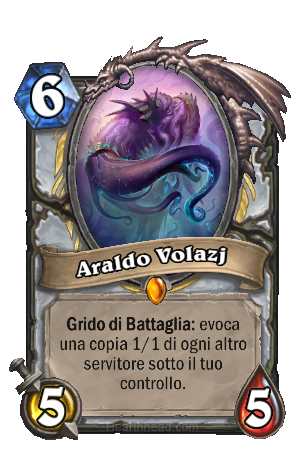 6
Araldo Volazj
Grido di Battaglia: evoca
una copia 1/1 di ogni altro
servitore sotto il tuo
controllo.
5
5